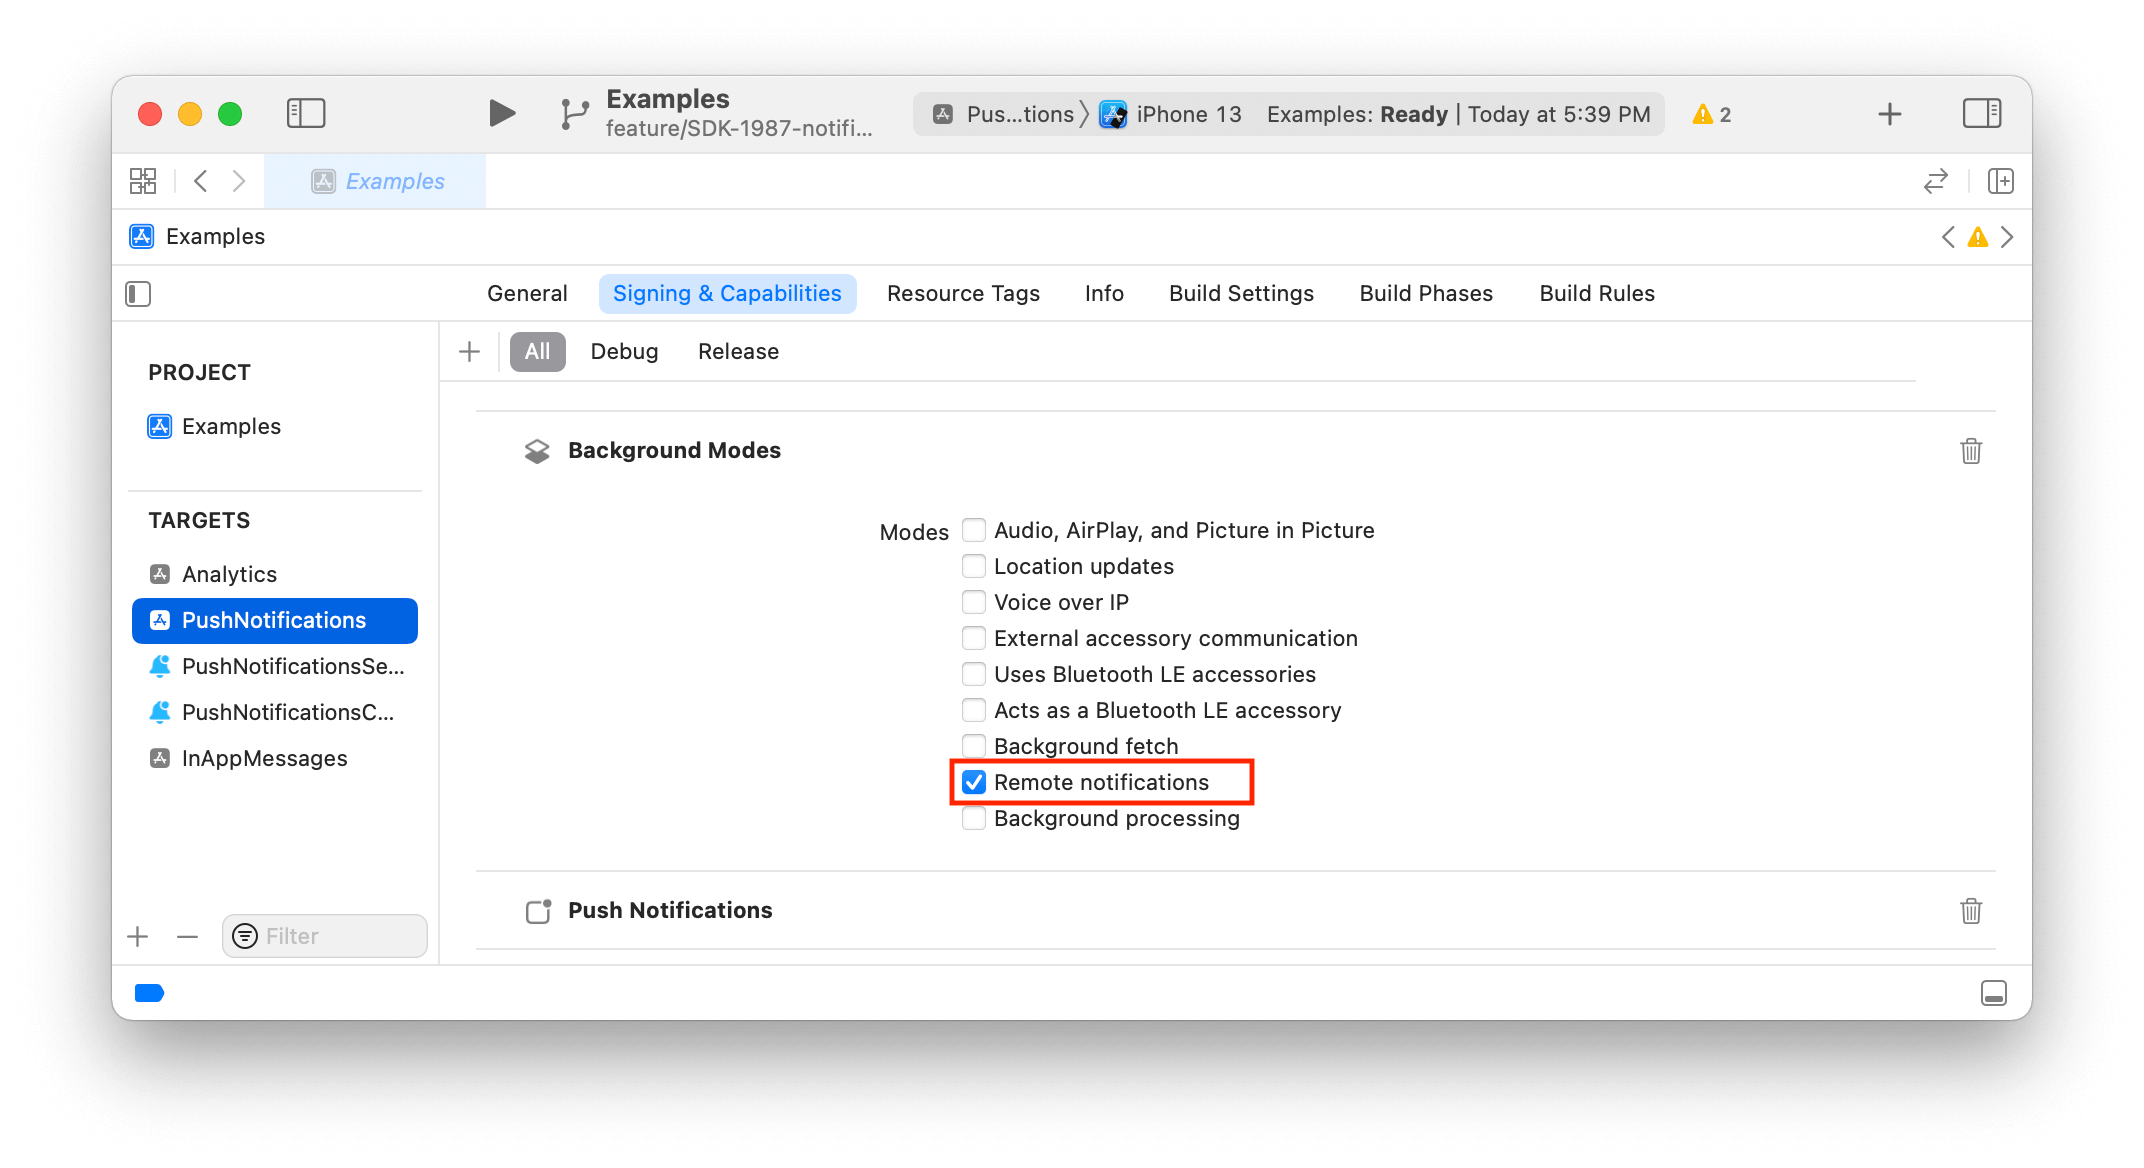 Examples
feature/SDK-1987-notifi...
Pus...tions iPhone 13 Examples: Ready | Today at 5:39 PM 2
Examples
Examples
General Signing & Capabilities Resource Tags Info Build Settings Build Phases Build Rules
PROJECT
Examples
TARGETS
Analytics
PushNotifications
PushNotificationsSe...
PushNotificationsC...
InAppMessages
Filter
All Debug Release
Background Modes
Modes Audio, AirPlay, and Picture in Picture
Location updates
Voice over IP
External accessory communication
Uses Bluetooth LE accessories
Acts as a Bluetooth LE accessory
Background fetch
Remote notifications
Background processing
Push Notifications